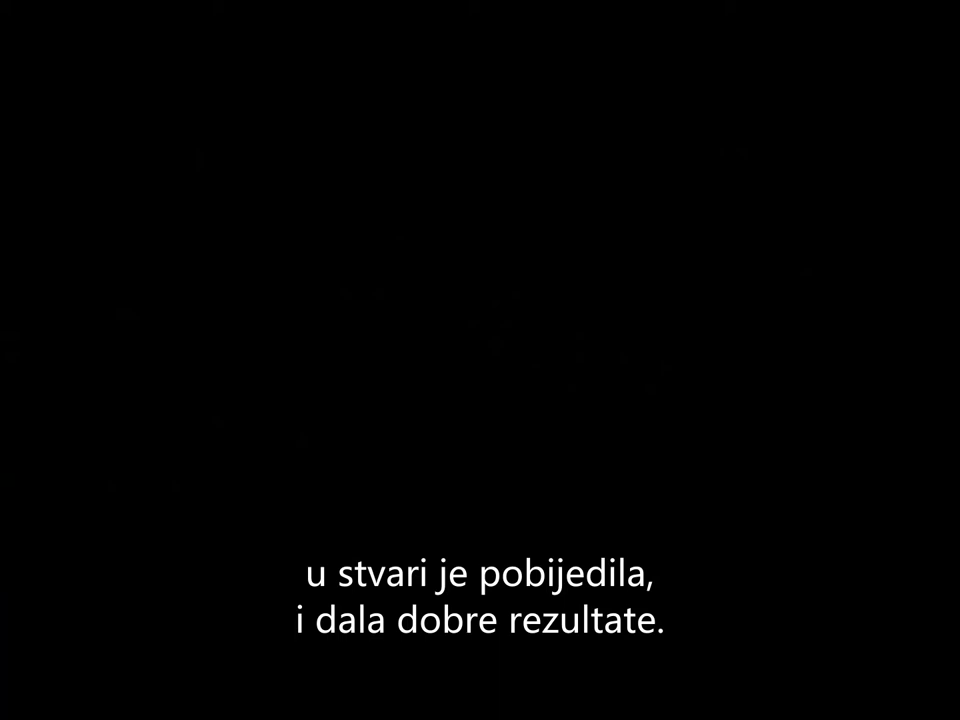 u stvari je pobijedila,
i dala dobre rezultate.